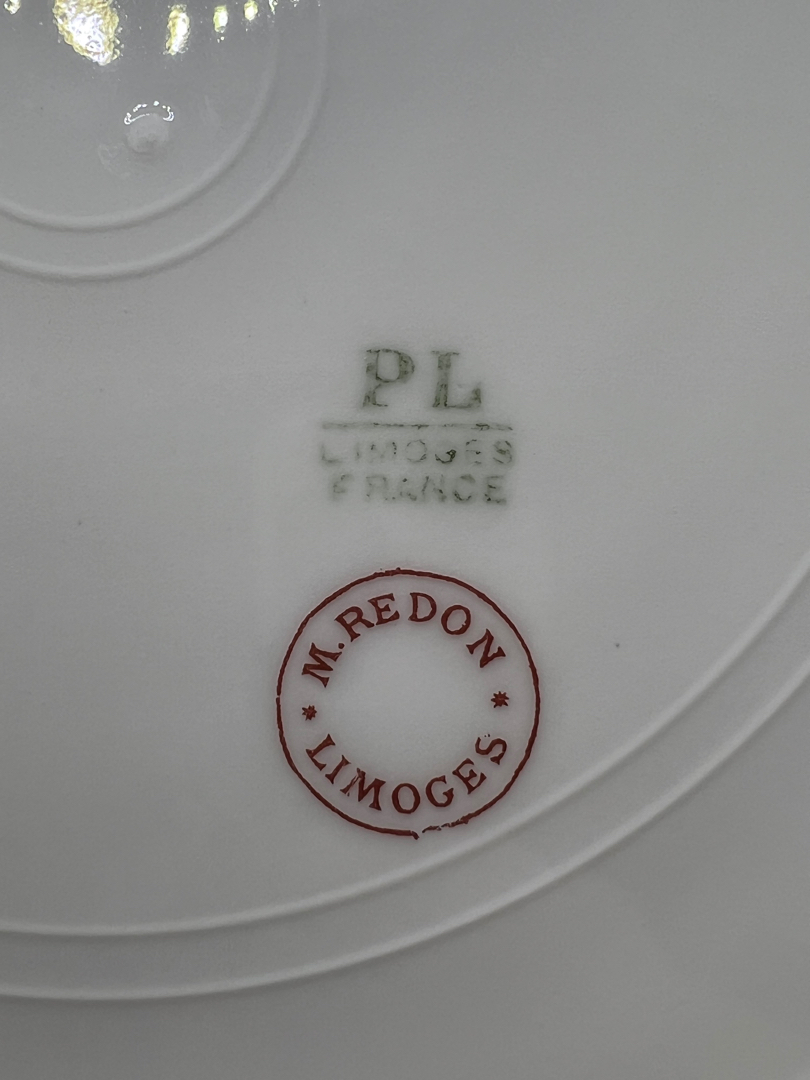 PL
LIMOGES
FRANCE
M. REDON
* *
LIMOGES